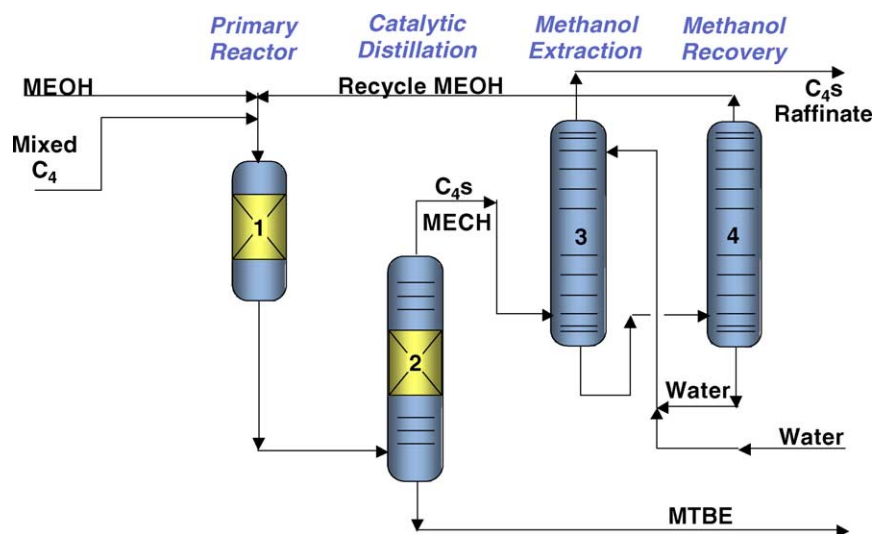 Primary
Reactor
Catalytic
Distillation
Methanol
Extraction
Methanol
Recovery
MEOH
Recycle MEOH
C₄s
Raffinate
Mixed
C₄
C₄s
MECH
1
2
3
4
Water
Water
MTBE